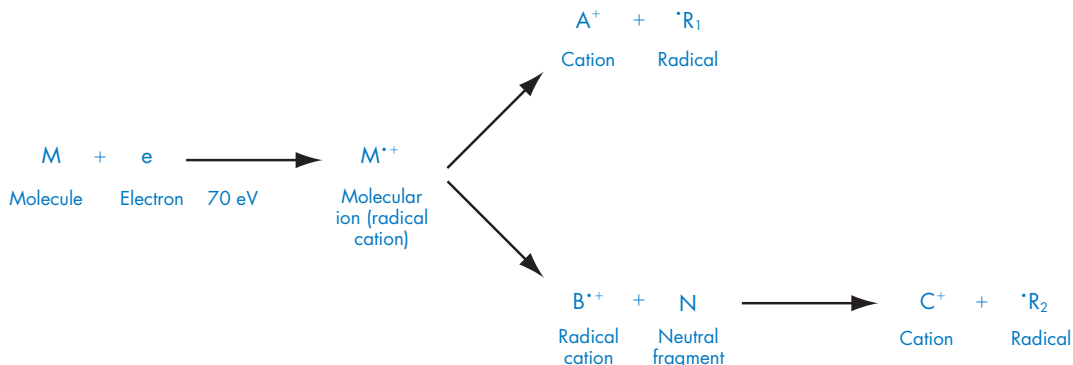 A⁺ + •R₁
Cation Radical
M + e M•⁺
Molecule Electron 70 eV Molecular
ion (radical
cation)
B•⁺ + N C⁺ + •R₂
Radical Neutral Cation Radical
cation fragment